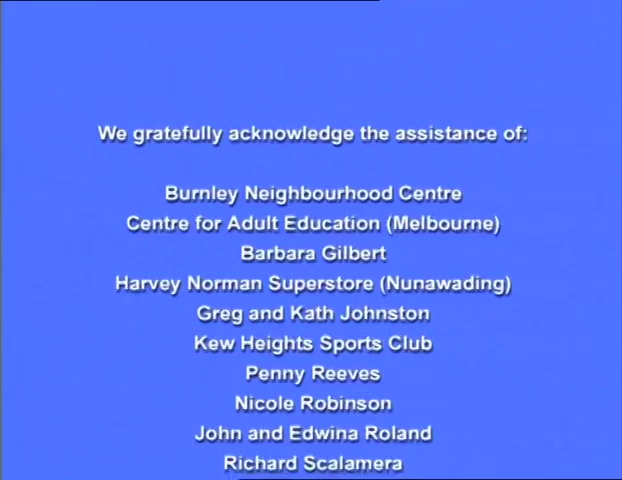 We gratefully acknowledge the assistance of:
Burnley Neighbourhood Centre
Centre for Adult Education (Melbourne)
Barbara Gilbert
Harvey Norman Superstore (Nunawading)
Greg and Kath Johnston
Kew Heights Sports Club
Penny Reeves
Nicole Robinson
John and Edwina Roland
Richard Scalamera